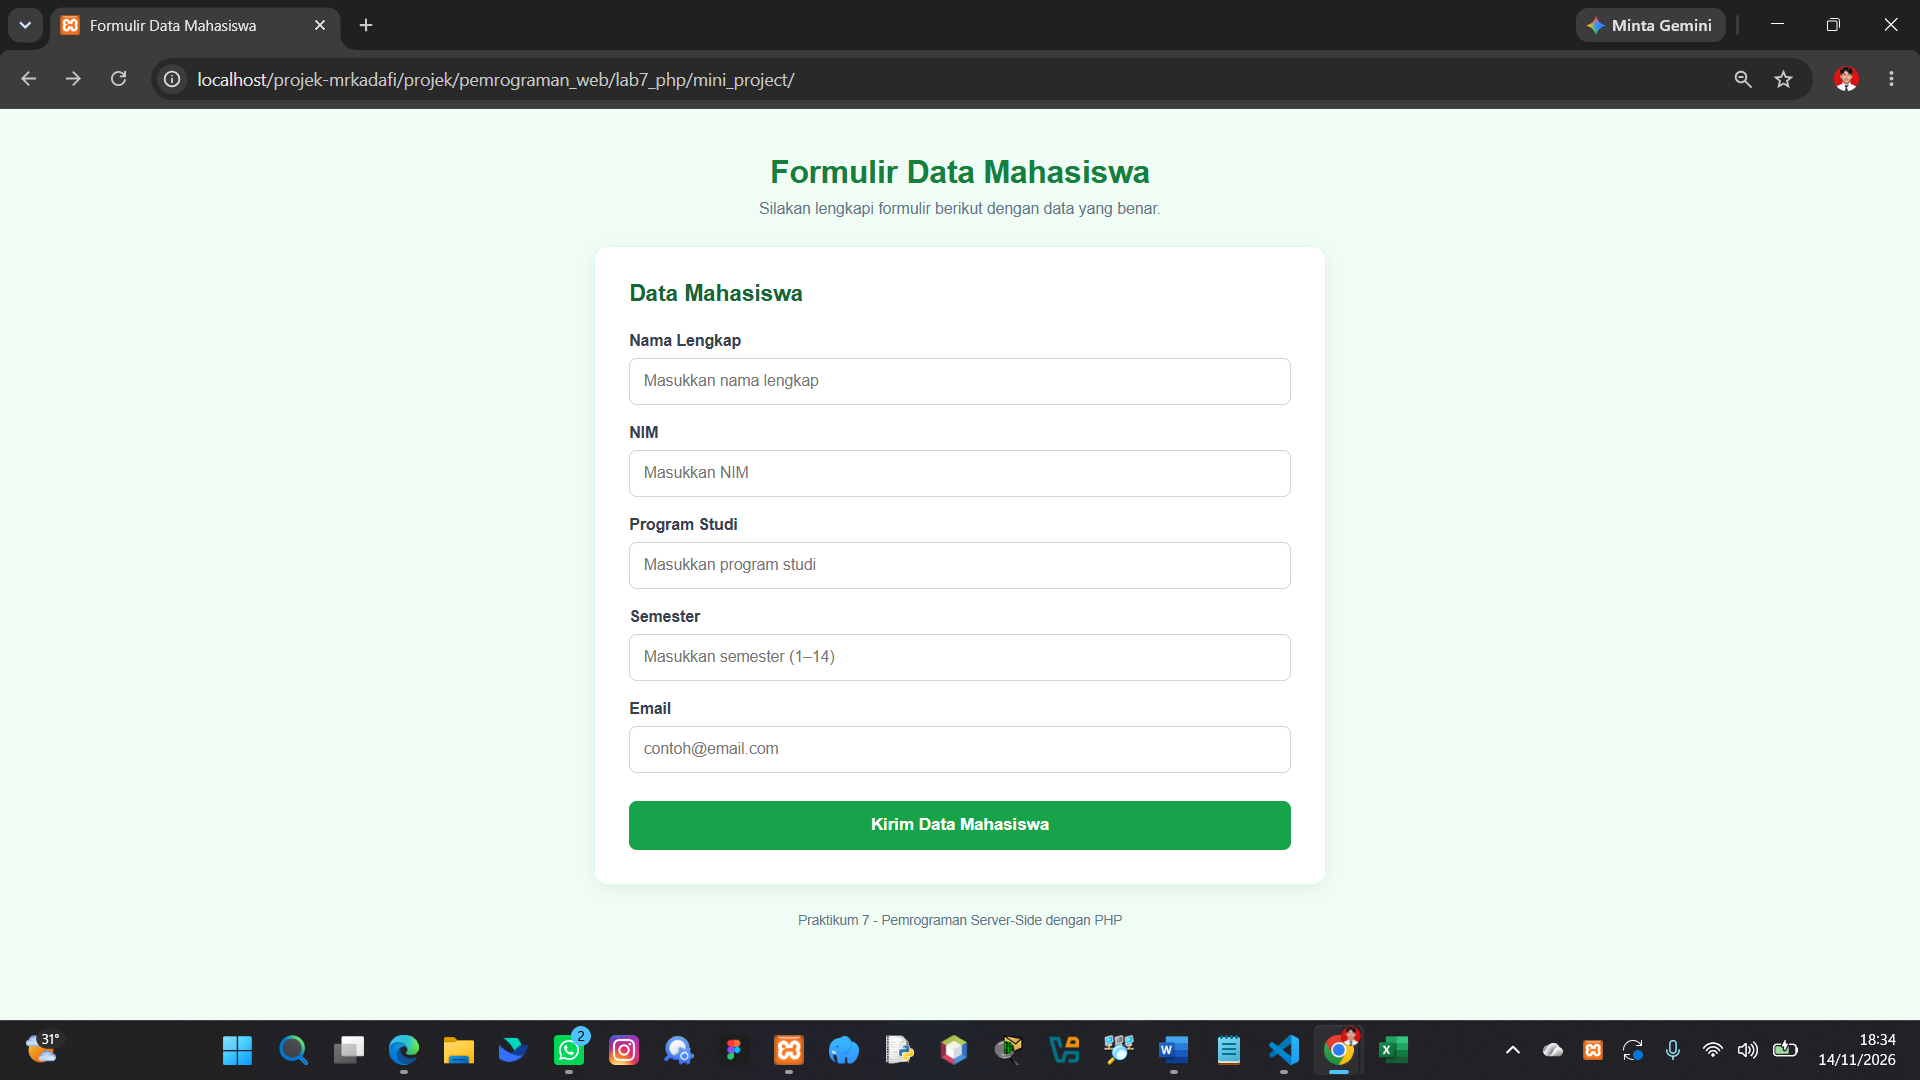 Formulir Data Mahasiswa
Minta Gemini
localhost/projek-mrkadafi/projek/pemrograman_web/lab7_php/mini_project/
Formulir Data Mahasiswa
Silakan lengkapi formulir berikut dengan data yang benar.
Data Mahasiswa
Nama Lengkap
Masukkan nama lengkap
NIM
Masukkan NIM
Program Studi
Masukkan program studi
Semester
Masukkan semester (1–14)
Email
contoh@email.com
Kirim Data Mahasiswa
Praktikum 7 - Pemrograman Server-Side dengan PHP
31°
2
18:34
14/11/2026